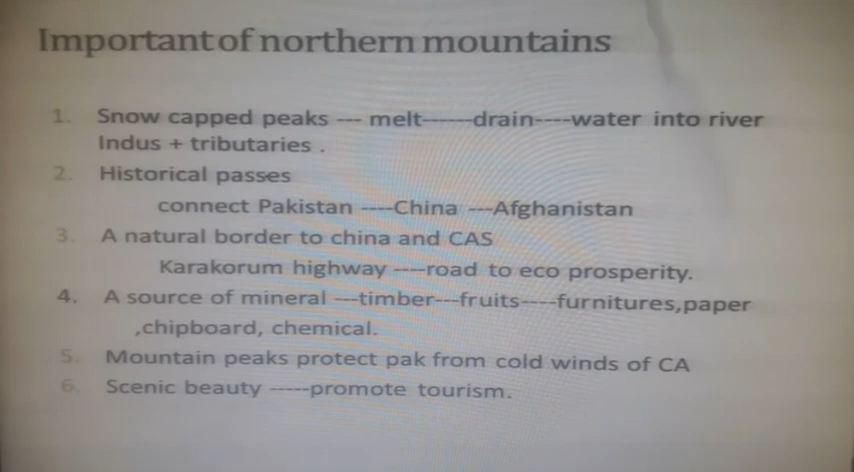 Important of northern mountains
1. Snow capped peaks --- melt------drain----water into river
Indus + tributaries .
2. Historical passes
connect Pakistan ----China ---Afghanistan
3. A natural border to china and CAS
Karakorum highway ----road to eco prosperity.
4. A source of mineral ---timber---fruits----furnitures,paper
,chipboard, chemical.
5. Mountain peaks protect pak from cold winds of CA
6. Scenic beauty -----promote tourism.